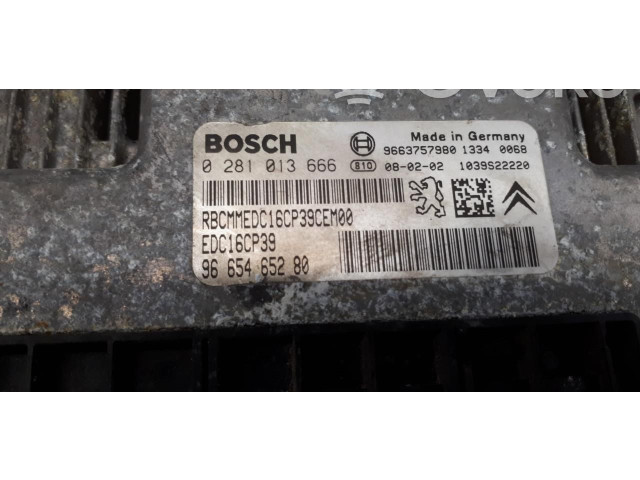 BOSCH
Made in Germany
9663757980 1334 0068
0 281 013 666 B10 08-02-02 1039S22220
RBCMMEDC16CP39CEM00
EDC16CP39
96 654 652 80